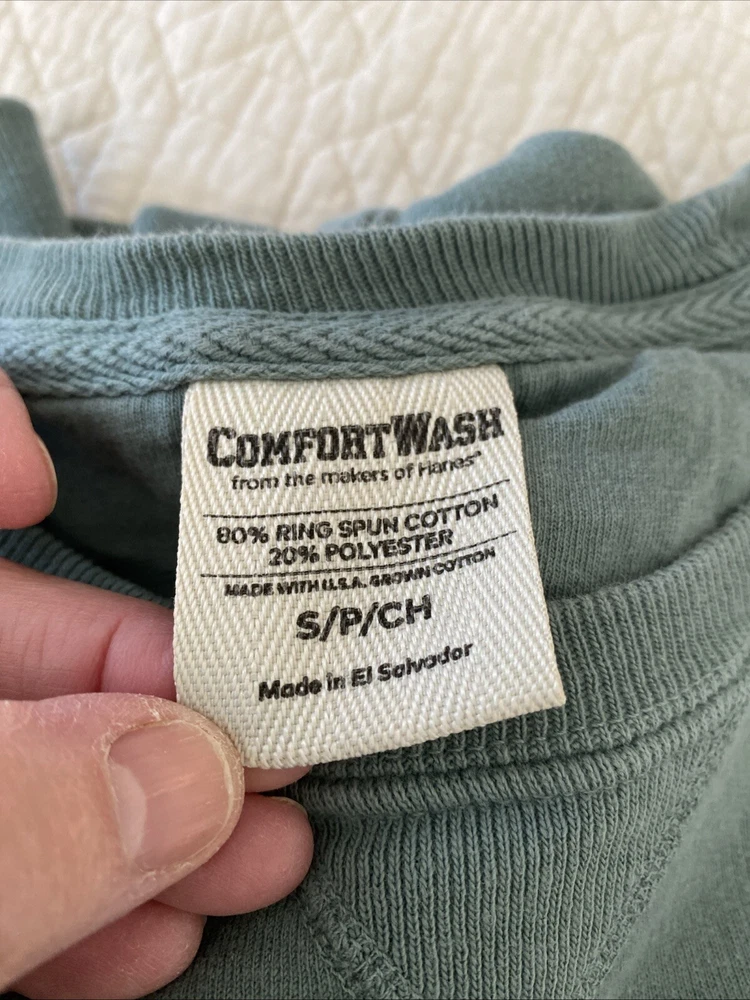 COMFORTWASH
from the makers of Hanes®
80% RING SPUN COTTON
20% POLYESTER
MADE WITH U.S.A. GROWN COTTON
S/P/CH
Made in El Salvador